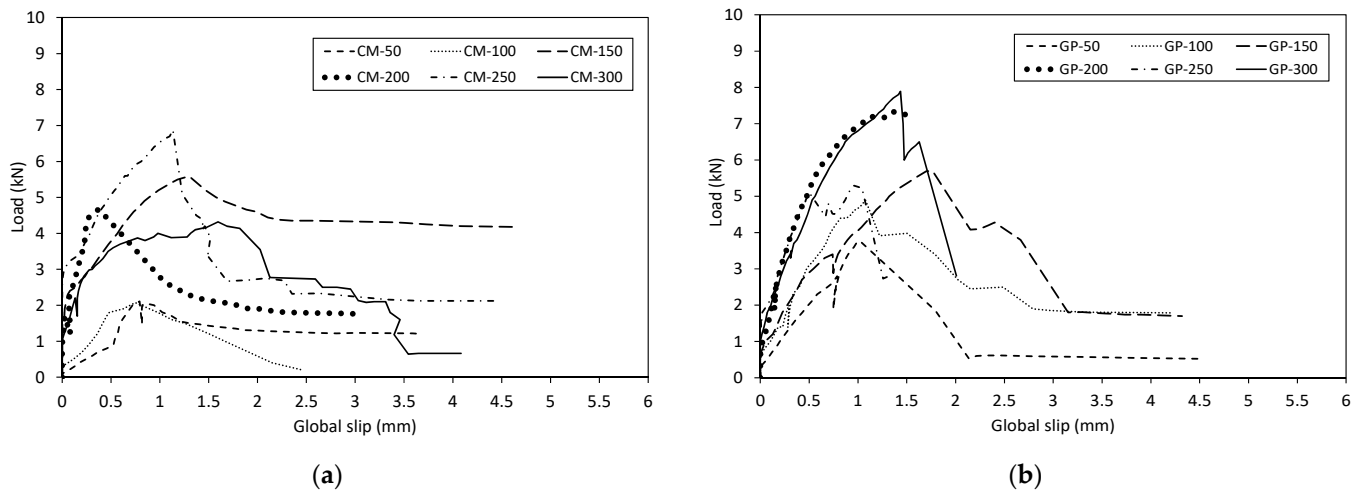 10
9
8
7
6
5
4
3
2
1
0
Load (kN)
CM-50 CM-100 CM-150
CM-200 CM-250 CM-300
0 0.5 1 1.5 2 2.5 3 3.5 4 4.5 5 5.5 6
Global slip (mm)
(a)
10
9
8
7
6
5
4
3
2
1
0
Load (kN)
GP-50 GP-100 GP-150
GP-200 GP-250 GP-300
0 0.5 1 1.5 2 2.5 3 3.5 4 4.5 5 5.5 6
Global slip (mm)
(b)